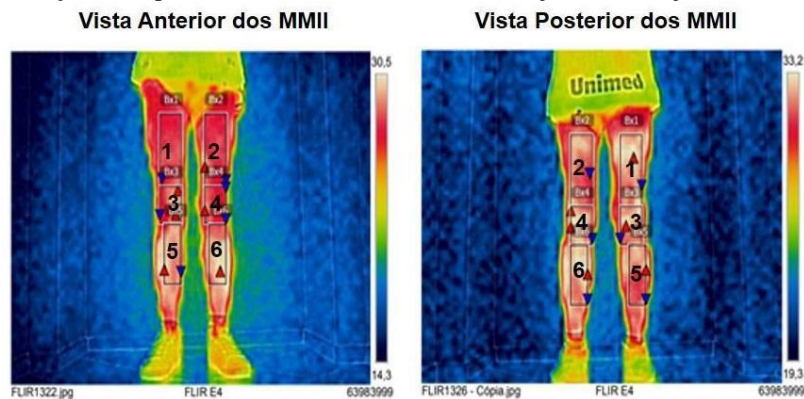 Vista Anterior dos MMII
Vista Posterior dos MMII
30,5
33,2
Unimed
Bx1
Bx2
Bx2
Bx1
1
2
2
1
Bx3
Bx4
Bx4
Bx3
3
4
4
3
5
6
6
5
14,3
19,3
FLIR1322.jpg
FLIR E4
63983999
FLIR1326 - Cópia.jpg
FLIR E4
63983999